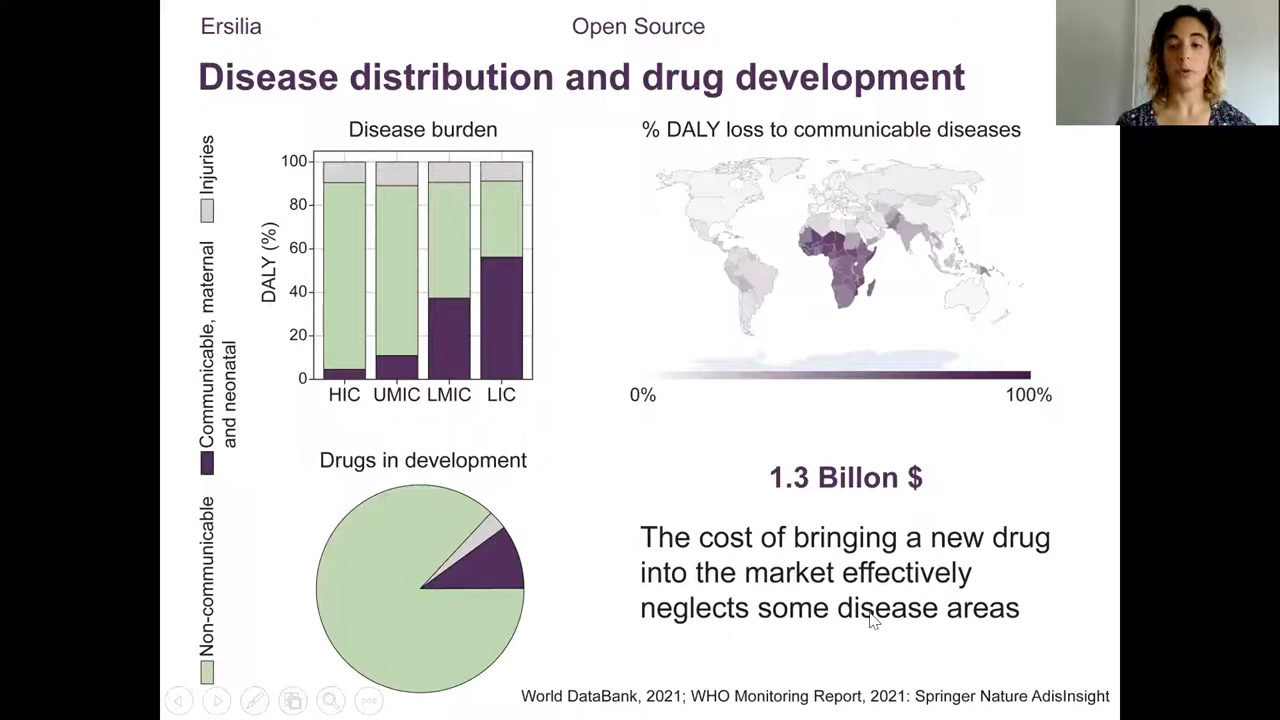 Ersilia
Open Source
Disease distribution and drug development
Disease burden
Injuries
Communicable, maternal
and neonatal
Non-communicable
DALY (%)
100
80
60
40
20
0
HIC UMIC LMIC LIC
% DALY loss to communicable diseases
0% 100%
Drugs in development
1.3 Billon $
The cost of bringing a new drug
into the market effectively
neglects some disease areas
World DataBank, 2021; WHO Monitoring Report, 2021: Springer Nature AdisInsight